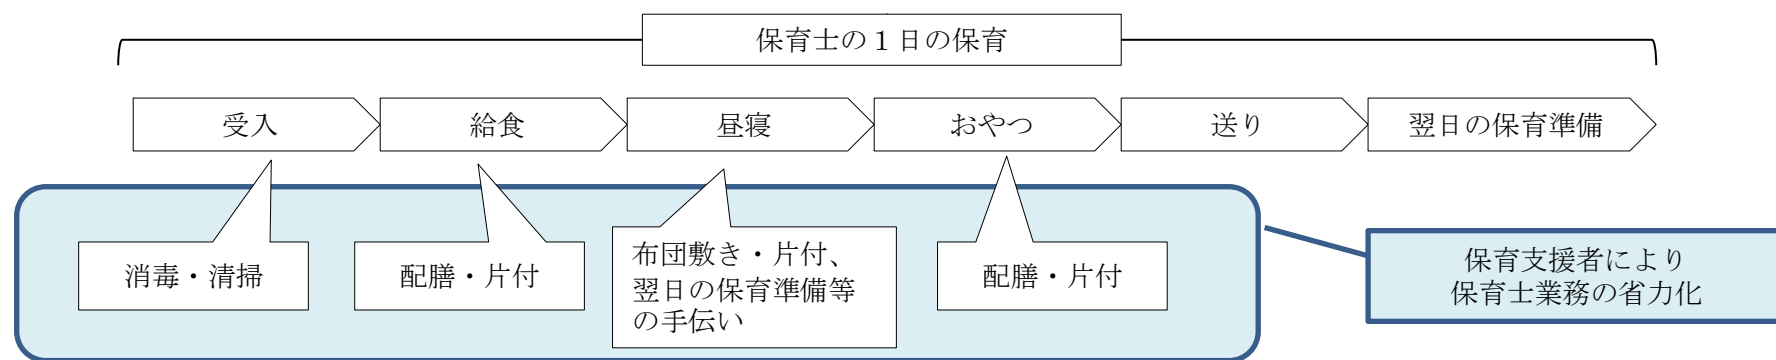 保育士の１日の保育
受入
給食
昼寝
おやつ
送り
翌日の保育準備
消毒・清掃
配膳・片付
布団敷き・片付、
翌日の保育準備等
の手伝い
配膳・片付
保育支援者により
保育士業務の省力化